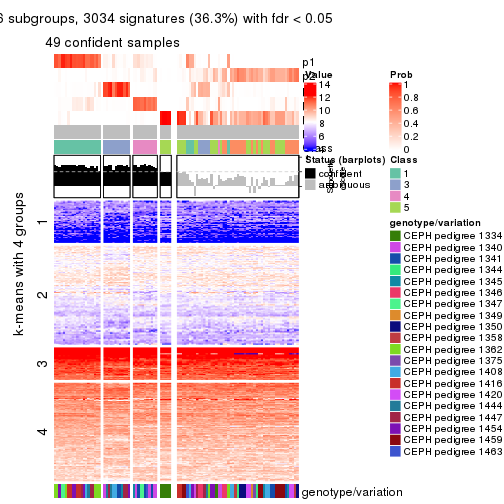 6 subgroups, 3034 signatures (36.3%) with fdr < 0.05
49 confident samples
p1
p2
Value
14
12
10
8
6
Prob
1
0.8
0.6
0.4
0.2
0
Class
Status (barplots)
confident
ambiguous
Class
1
3
4
5
genotype/variation
CEPH pedigree 1334
CEPH pedigree 1340
CEPH pedigree 1341
CEPH pedigree 1344
CEPH pedigree 1345
CEPH pedigree 1346
CEPH pedigree 1347
CEPH pedigree 1349
CEPH pedigree 1350
CEPH pedigree 1358
CEPH pedigree 1362
CEPH pedigree 1375
CEPH pedigree 1408
CEPH pedigree 1416
CEPH pedigree 1420
CEPH pedigree 1444
CEPH pedigree 1447
CEPH pedigree 1454
CEPH pedigree 1459
CEPH pedigree 1463
k-means with 4 groups
1
2
3
4
genotype/variation